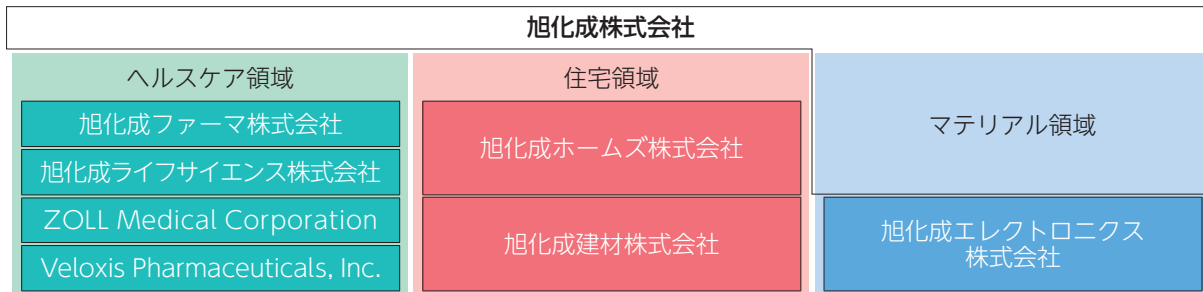 旭化成株式会社
ヘルスケア領域
旭化成ファーマ株式会社
旭化成ライフサイエンス株式会社
ZOLL Medical Corporation
Veloxis Pharmaceuticals, Inc.
住宅領域
旭化成ホームズ株式会社
旭化成建材株式会社
マテリアル領域
旭化成エレクトロニクス
株式会社